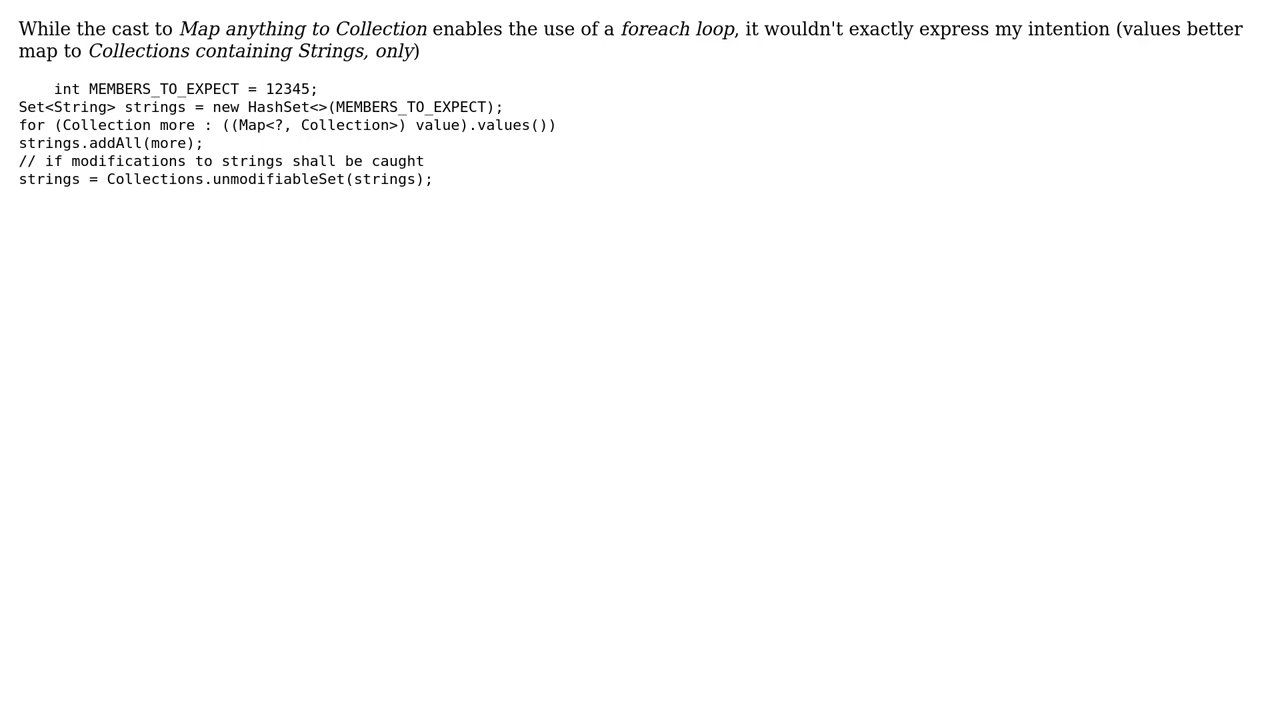 While the cast to Map anything to Collection enables the use of a foreach loop, it wouldn't exactly express my intention (values better
map to Collections containing Strings, only)
    int MEMBERS_TO_EXPECT = 12345;
Set<String> strings = new HashSet<>(MEMBERS_TO_EXPECT);
for (Collection more : ((Map<?, Collection>) value).values())
strings.addAll(more);
// if modifications to strings shall be caught
strings = Collections.unmodifiableSet(strings);